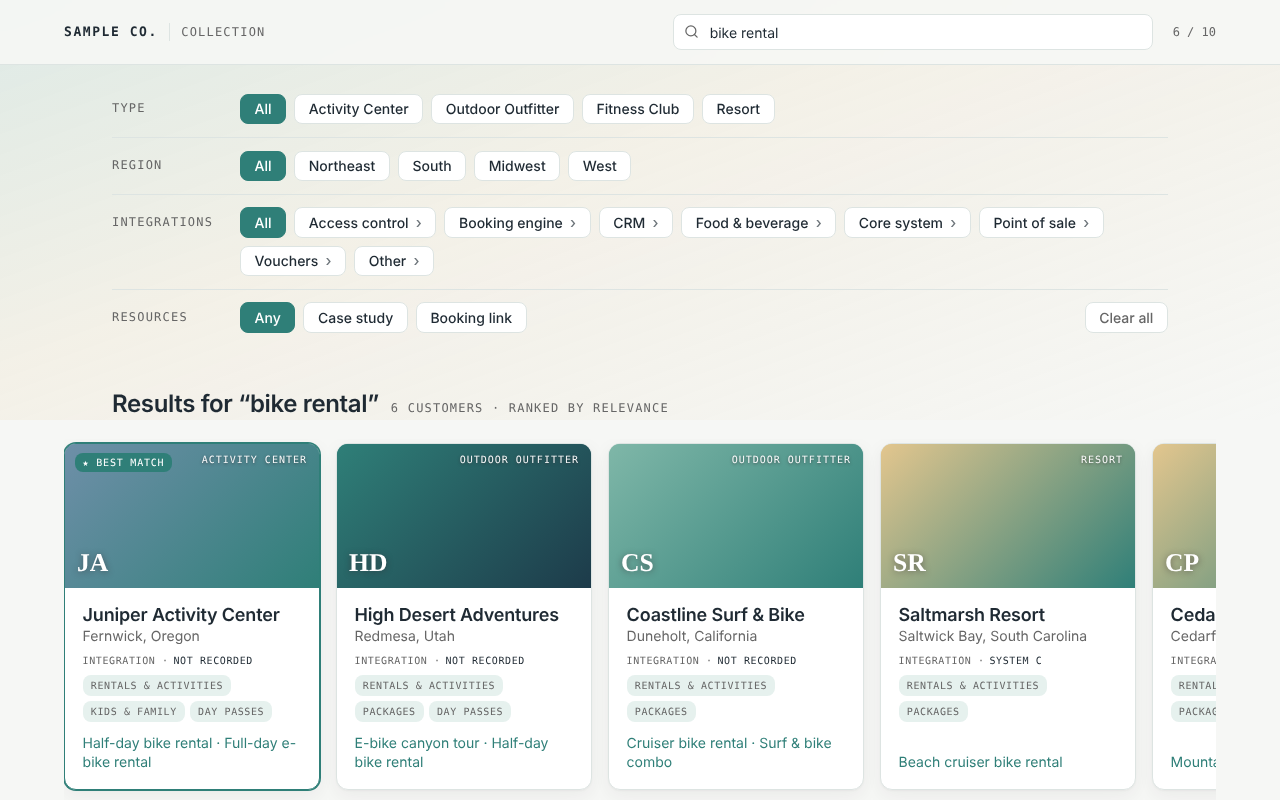 SAMPLE CO. COLLECTION bike rental 6 / 10
TYPE All Activity Center Outdoor Outfitter Fitness Club Resort
REGION All Northeast South Midwest West
INTEGRATIONS All Access control › Booking engine › CRM › Food & beverage › Core system › Point of sale ›
Vouchers › Other ›
RESOURCES Any Case study Booking link Clear all
Results for “bike rental” 6 CUSTOMERS · RANKED BY RELEVANCE
★ BEST MATCH ACTIVITY CENTER
JA
Juniper Activity Center
Fernwick, Oregon
INTEGRATION · NOT RECORDED
RENTALS & ACTIVITIES
KIDS & FAMILY DAY PASSES
Half-day bike rental · Full-day e-
bike rental
OUTDOOR OUTFITTER
HD
High Desert Adventures
Redmesa, Utah
INTEGRATION · NOT RECORDED
RENTALS & ACTIVITIES
PACKAGES DAY PASSES
E-bike canyon tour · Half-day
bike rental
OUTDOOR OUTFITTER
CS
Coastline Surf & Bike
Duneholt, California
INTEGRATION · NOT RECORDED
RENTALS & ACTIVITIES
PACKAGES
Cruiser bike rental · Surf & bike
combo
RESORT
SR
Saltmarsh Resort
Saltwick Bay, South Carolina
INTEGRATION · SYSTEM C
RENTALS & ACTIVITIES
PACKAGES
Beach cruiser bike rental
CP